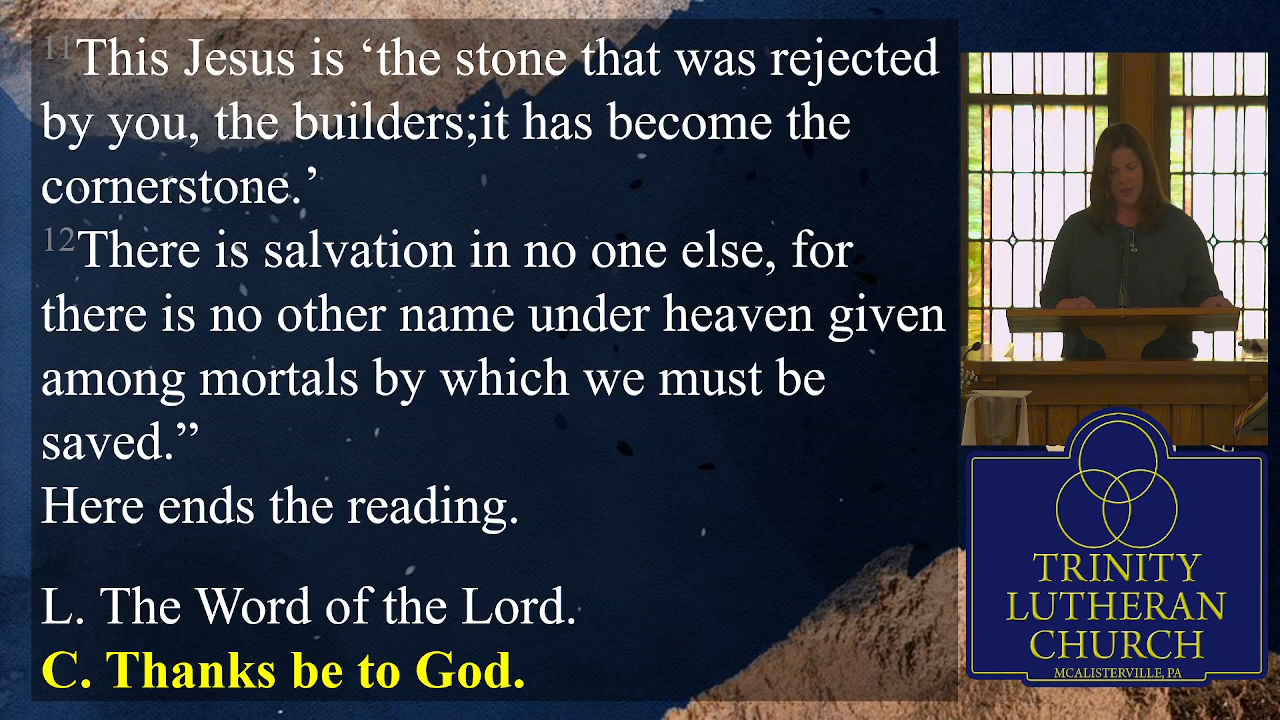 11This Jesus is ‘the stone that was rejected
by you, the builders;it has become the
cornerstone.’
12There is salvation in no one else, for
there is no other name under heaven given
among mortals by which we must be
saved.”
Here ends the reading.
L. The Word of the Lord.
C. Thanks be to God.
TRINITY
LUTHERAN
CHURCH
MCALISTERVILLE, PA